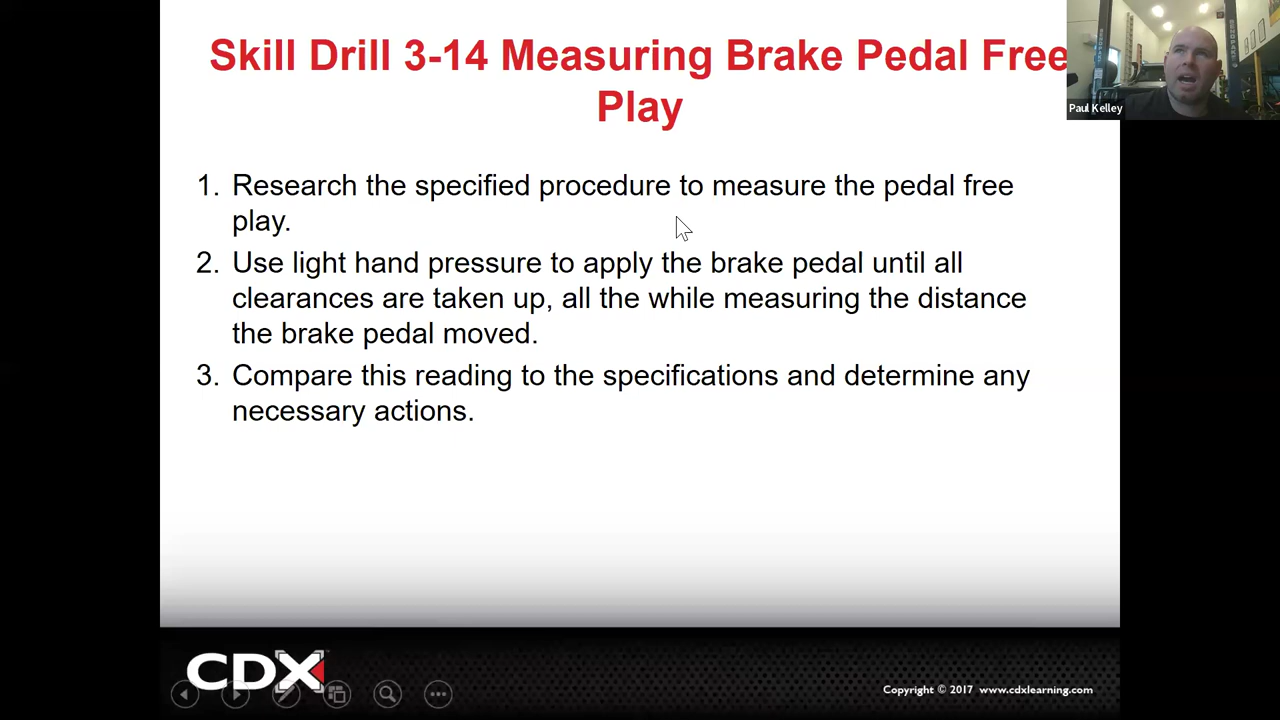 Skill Drill 3-14 Measuring Brake Pedal Free
Play
Paul Kelley
1. Research the specified procedure to measure the pedal free
play.
2. Use light hand pressure to apply the brake pedal until all
clearances are taken up, all the while measuring the distance
the brake pedal moved.
3. Compare this reading to the specifications and determine any
necessary actions.
CDX
Copyright © 2017 www.cdxlearning.com